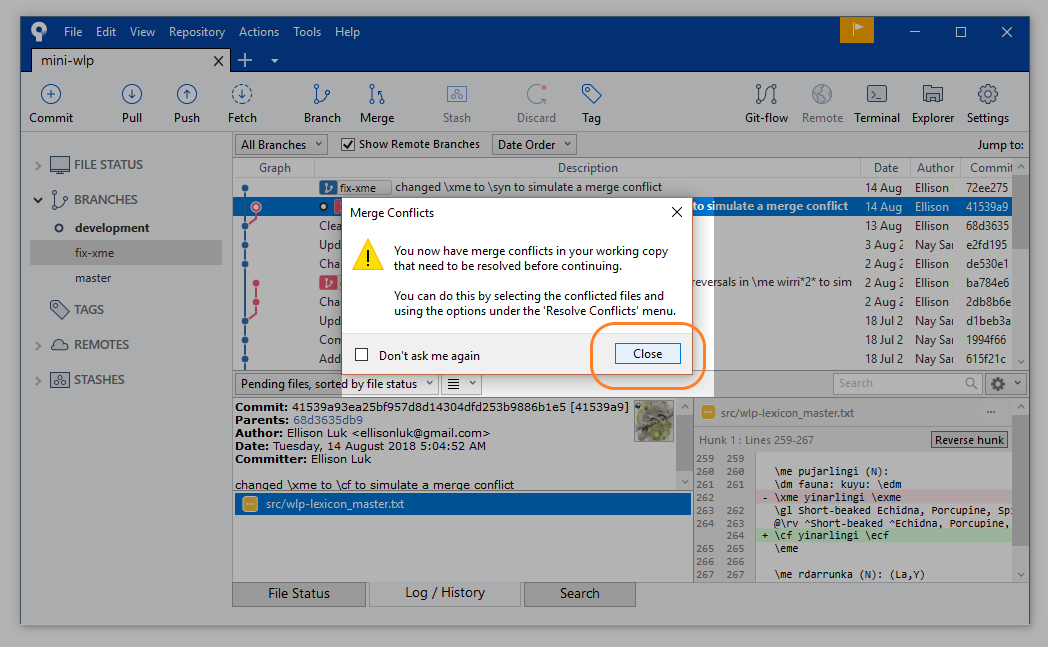 File Edit View Repository Actions Tools Help
mini-wlp
Commit Pull Push Fetch Branch Merge Stash Discard Tag Git-flow Remote Terminal Explorer Settings
All Branches Show Remote Branches Date Order Jump to:
Graph Description Date Author Commit
FILE STATUS
BRANCHES
development
fix-xme
master
TAGS
REMOTES
STASHES
fix-xme changed \xme to \syn to simulate a merge conflict 14 Aug Ellison 72ee275
to simulate a merge conflict 14 Aug Ellison 41539a9
Clea 13 Aug Ellison 68d3635
Upd 3 Aug 2 Nay Sar e2fd195
Cha 2 Aug 2 Ellison de530e1
reversals in \me wirri*2* to sim 2 Aug 2 Ellison ba784e6
Cha 2 Aug 2 Ellison 2db8b6e
Upd 18 Jul 2 Nay Sar d1beb3a
Com 18 Jul 2 Ellison 1994f66
Add 18 Jul 2 Ellison 615f21c
Merge Conflicts
You now have merge conflicts in your working copy
that need to be resolved before continuing.
You can do this by selecting the conflicted files and
using the options under the 'Resolve Conflicts' menu.
Don't ask me again
Close
Pending files, sorted by file status
Search
Commit: 41539a93ea25bf957d8d14304dfd253b9886b1e5 [41539a9]
Parents: 68d3635db9
Author: Ellison Luk <ellisonluk@gmail.com>
Date: Tuesday, 14 August 2018 5:04:52 AM
Committer: Ellison Luk
changed \xme to \cf to simulate a merge conflict
src/wlp-lexicon_master.txt
src/wlp-lexicon_master.txt
Hunk 1 : Lines 259-267
Reverse hunk
259 259
260 260 \me pujarlingi (N):
261 261 \dm fauna: kuyu: \edm
262 - \xme yinarlingi \exme
263 262 \gl Short-beaked Echidna, Porcupine, Spi
264 263 @\rv ^Short-beaked ^Echidna, Porcupine,
264 + \cf yinarlingi \ecf
265 265 \eme
266 266
267 267 \me rdarrunka (N): (La,Y)
File Status
Log / History
Search